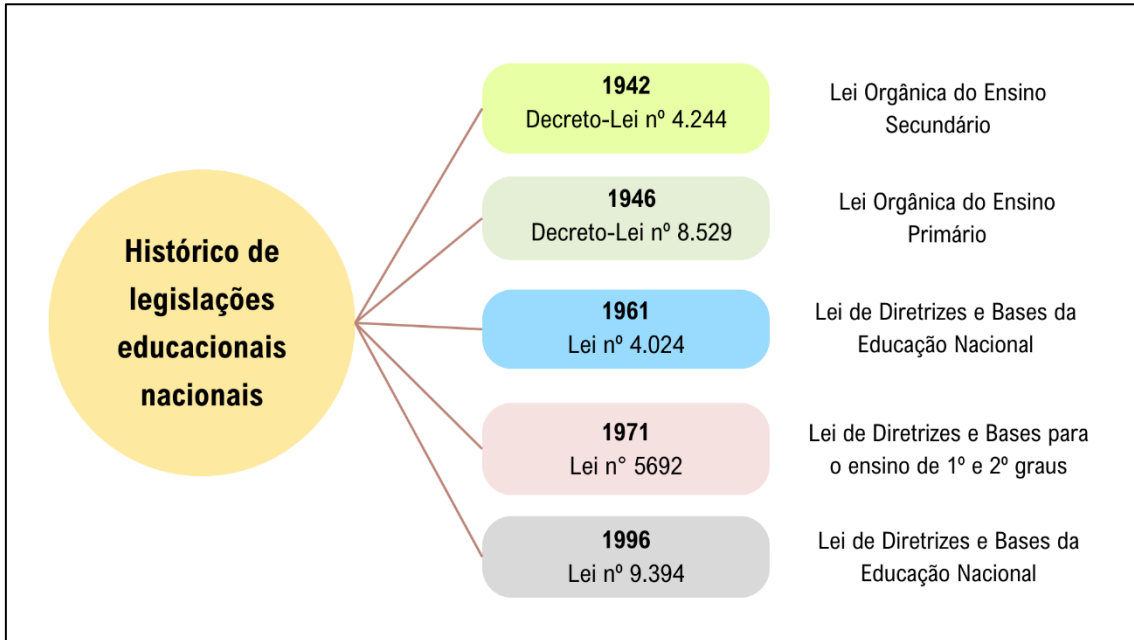 Histórico de
legislações
educacionais
nacionais
1942
Decreto-Lei nº 4.244
Lei Orgânica do Ensino
Secundário
1946
Decreto-Lei nº 8.529
Lei Orgânica do Ensino
Primário
1961
Lei nº 4.024
Lei de Diretrizes e Bases da
Educação Nacional
1971
Lei n° 5692
Lei de Diretrizes e Bases para
o ensino de 1º e 2º graus
1996
Lei nº 9.394
Lei de Diretrizes e Bases da
Educação Nacional